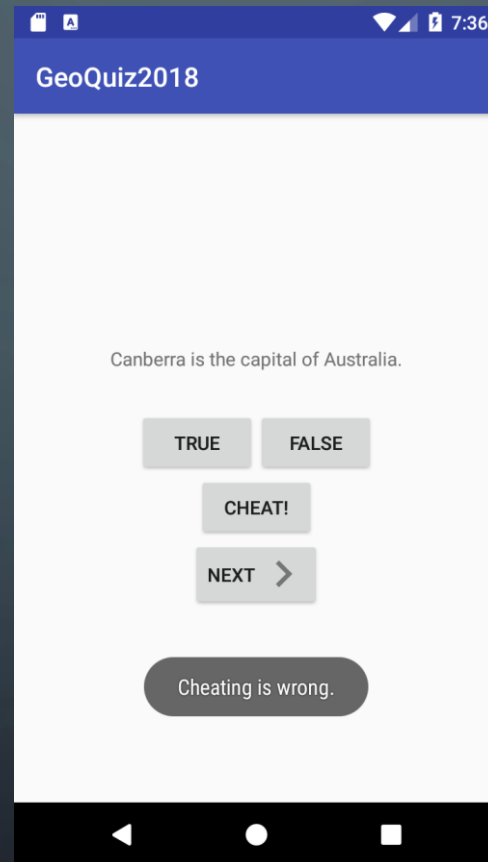 7:36
GeoQuiz2018
Canberra is the capital of Australia.
TRUE FALSE
CHEAT!
NEXT
Cheating is wrong.